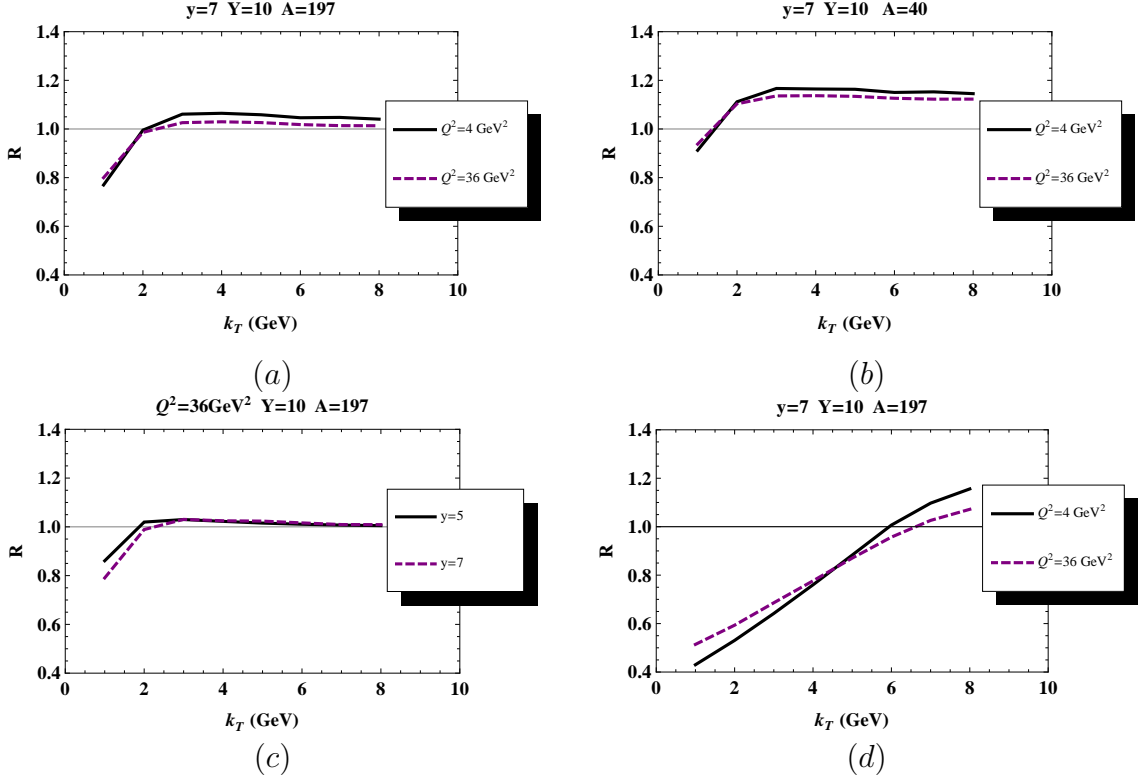 y=7 Y=10 A=197
1.4
1.2
1.0
0.8
0.6
0.4
R
0 2 4 6 8 10
k_T (GeV)
Q²=4 GeV²
Q²=36 GeV²
(a)
y=7 Y=10 A=40
1.4
1.2
1.0
0.8
0.6
0.4
R
0 2 4 6 8 10
k_T (GeV)
Q²=4 GeV²
Q²=36 GeV²
(b)
Q²=36GeV² Y=10 A=197
1.4
1.2
1.0
0.8
0.6
0.4
R
0 2 4 6 8 10
k_T (GeV)
y=5
y=7
(c)
y=7 Y=10 A=197
1.4
1.2
1.0
0.8
0.6
0.4
R
0 2 4 6 8 10
k_T (GeV)
Q²=4 GeV²
Q²=36 GeV²
(d)